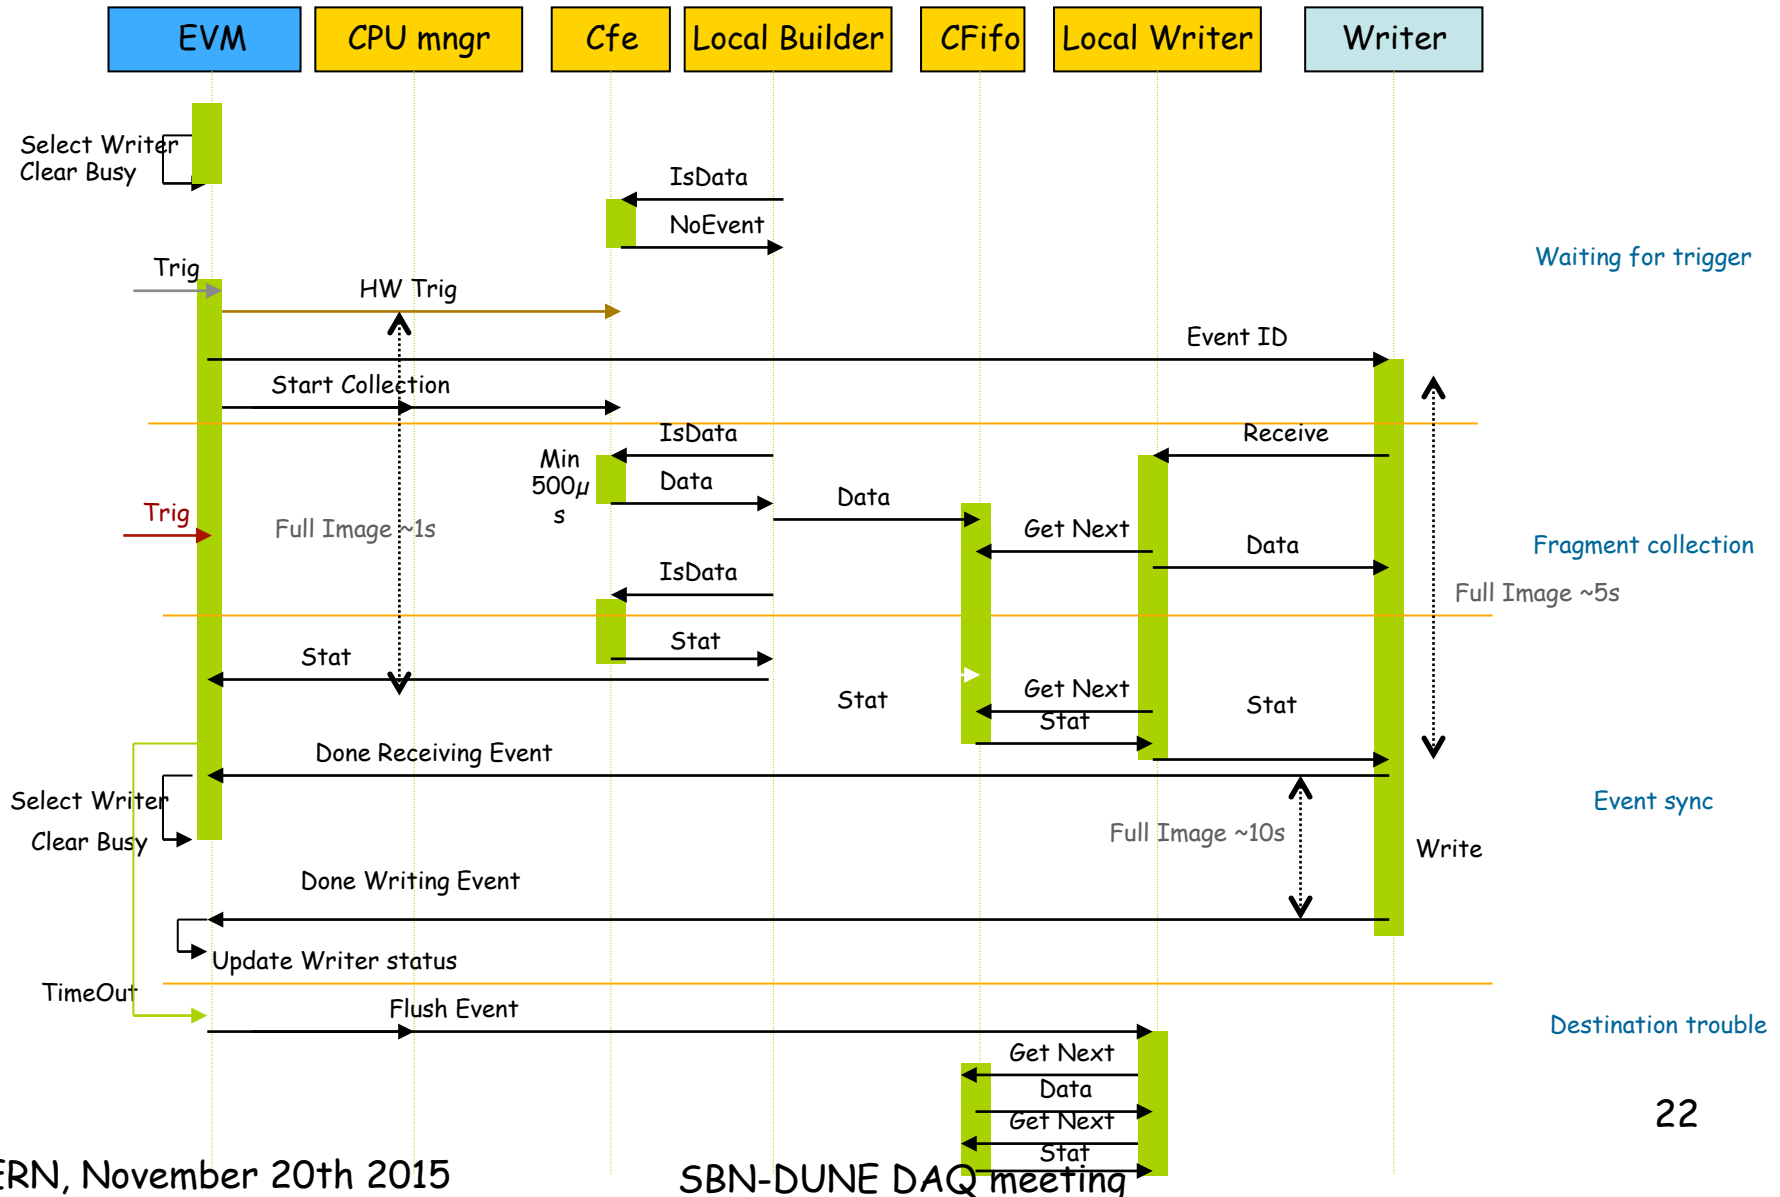 EVM
CPU mngr
Cfe
Local Builder
CFifo
Local Writer
Writer
Select Writer
Clear Busy
IsData
NoEvent
Waiting for trigger
Trig
HW Trig
Event ID
Start Collection
IsData
Receive
Min
500µ
s
Data
Data
Trig
Full Image ~1s
Get Next
Data
Fragment collection
IsData
Full Image ~5s
Stat
Stat
Stat
Get Next
Stat
Stat
Done Receiving Event
Select Writer
Event sync
Clear Busy
Full Image ~10s
Write
Done Writing Event
Update Writer status
TimeOut
Flush Event
Destination trouble
Get Next
Data
Get Next
Stat
22
ERN, November 20th 2015
SBN-DUNE DAQ meeting